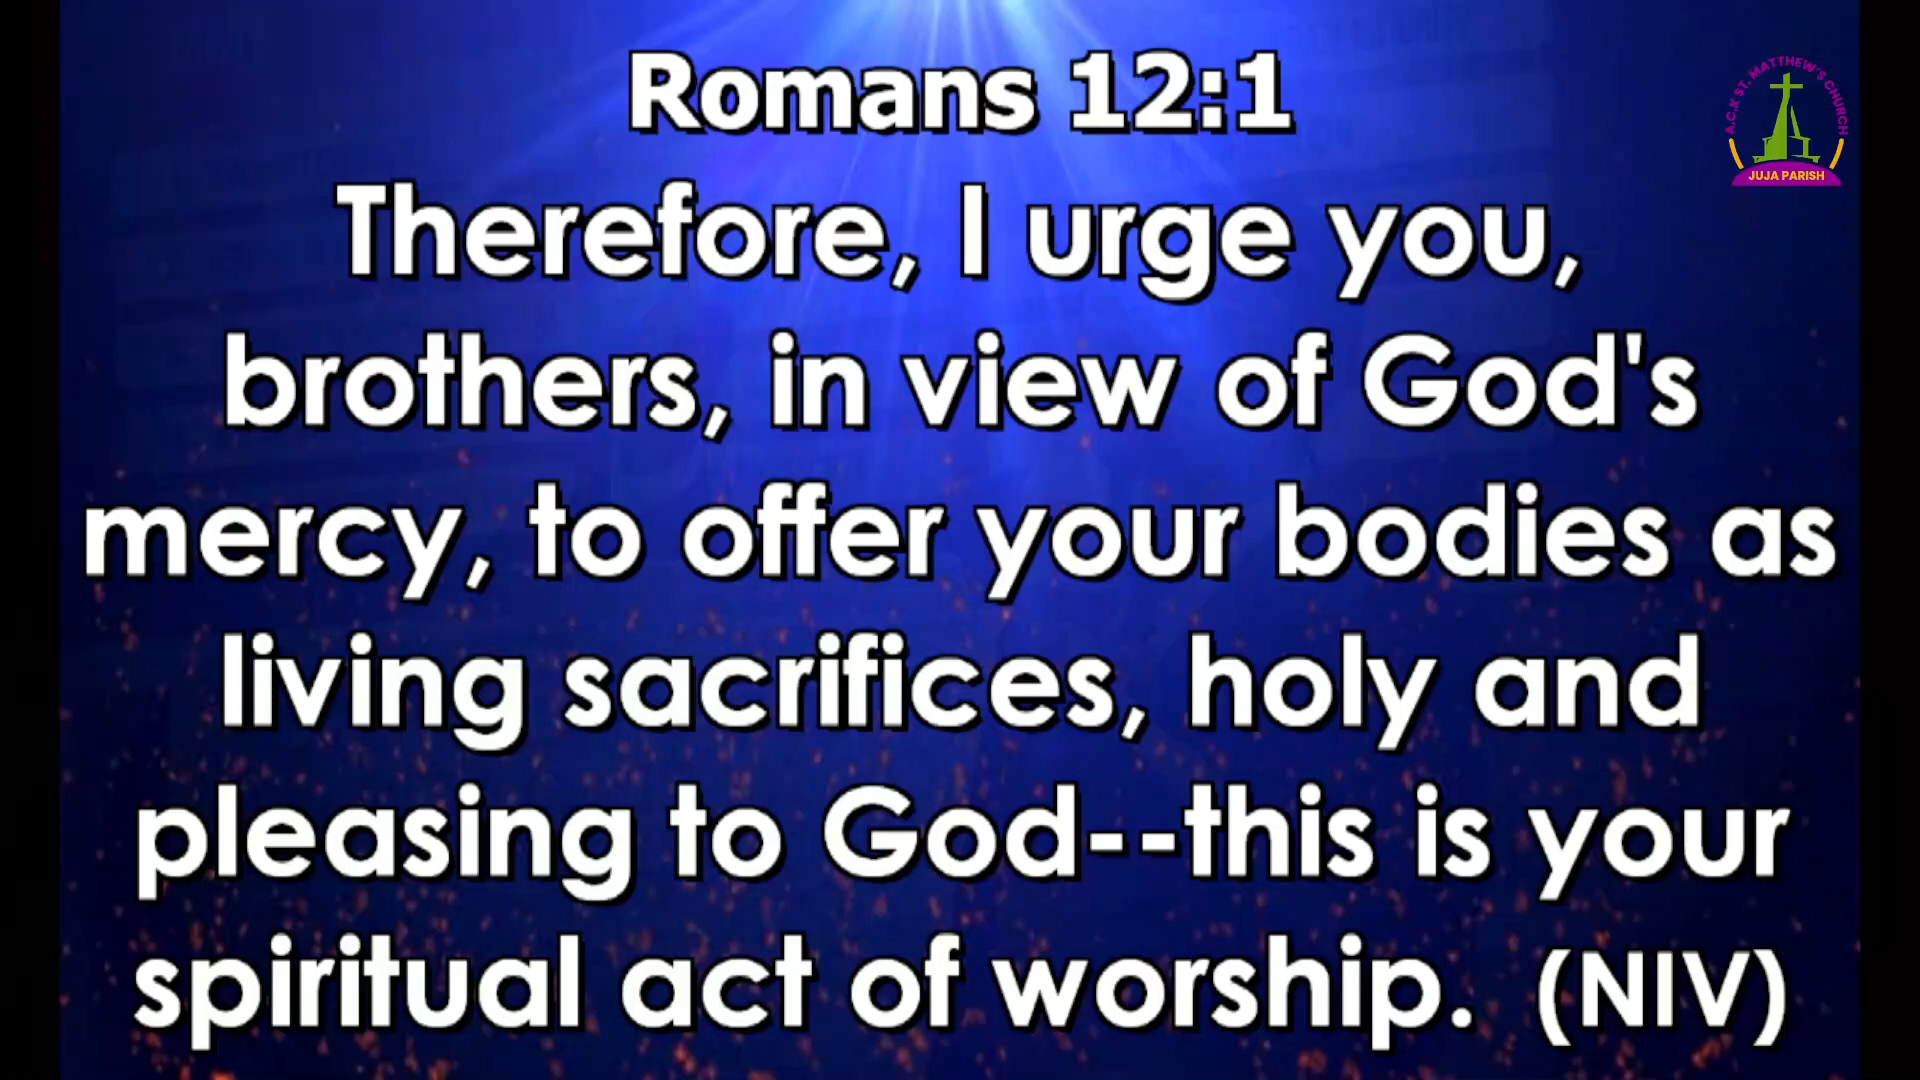 Romans 12:1
A.C.K ST. MATTHEW'S CHURCH
JUJA PARISH
Therefore, I urge you,
brothers, in view of God's
mercy, to offer your bodies as
living sacrifices, holy and
pleasing to God--this is your
spiritual act of worship. (NIV)